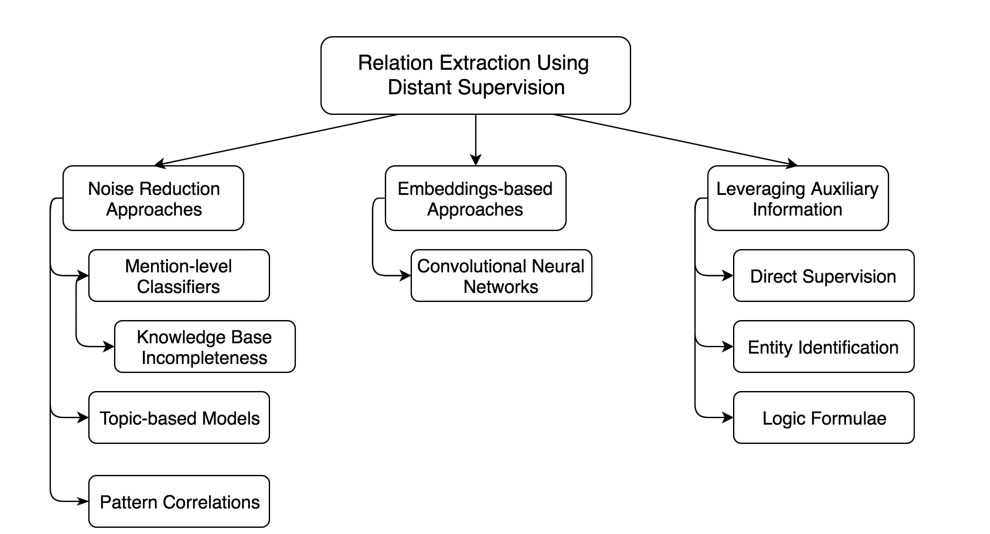 Relation Extraction Using
Distant Supervision
Noise Reduction
Approaches
Mention-level
Classifiers
Knowledge Base
Incompleteness
Topic-based Models
Pattern Correlations
Embeddings-based
Approaches
Convolutional Neural
Networks
Leveraging Auxiliary
Information
Direct Supervision
Entity Identification
Logic Formulae